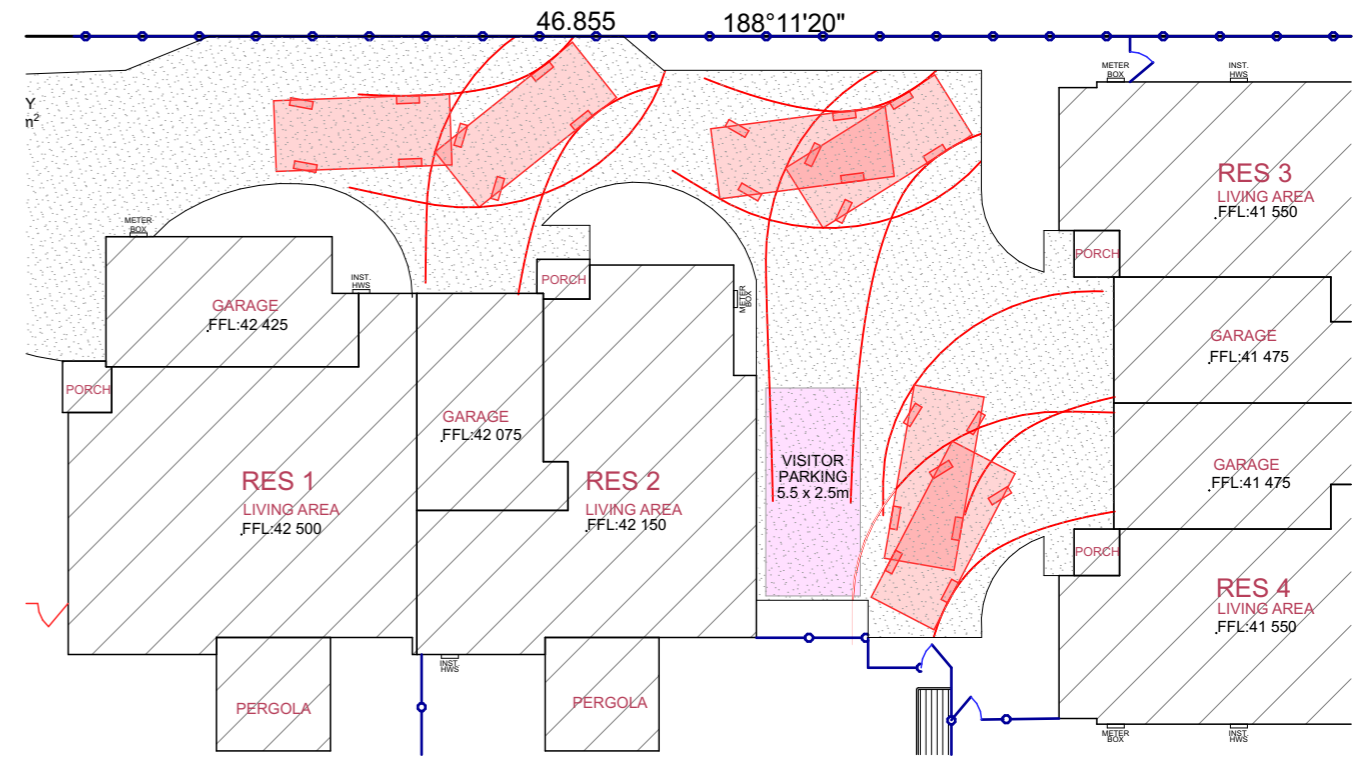 46.855
188°11'20"
Y
m²
METER
BOX
INST.
HWS
GARAGE
FFL:42 425
PORCH
RES 1
LIVING AREA
FFL:42 500
PERGOLA
PORCH
METER
BOX
GARAGE
FFL:42 075
RES 2
LIVING AREA
FFL:42 150
INST.
HWS
PERGOLA
VISITOR
PARKING
5.5 x 2.5m
METER
BOX
INST.
HWS
RES 3
LIVING AREA
FFL:41 550
PORCH
GARAGE
FFL:41 475
GARAGE
FFL:41 475
PORCH
RES 4
LIVING AREA
FFL:41 550
METER
BOX
INST.
HWS